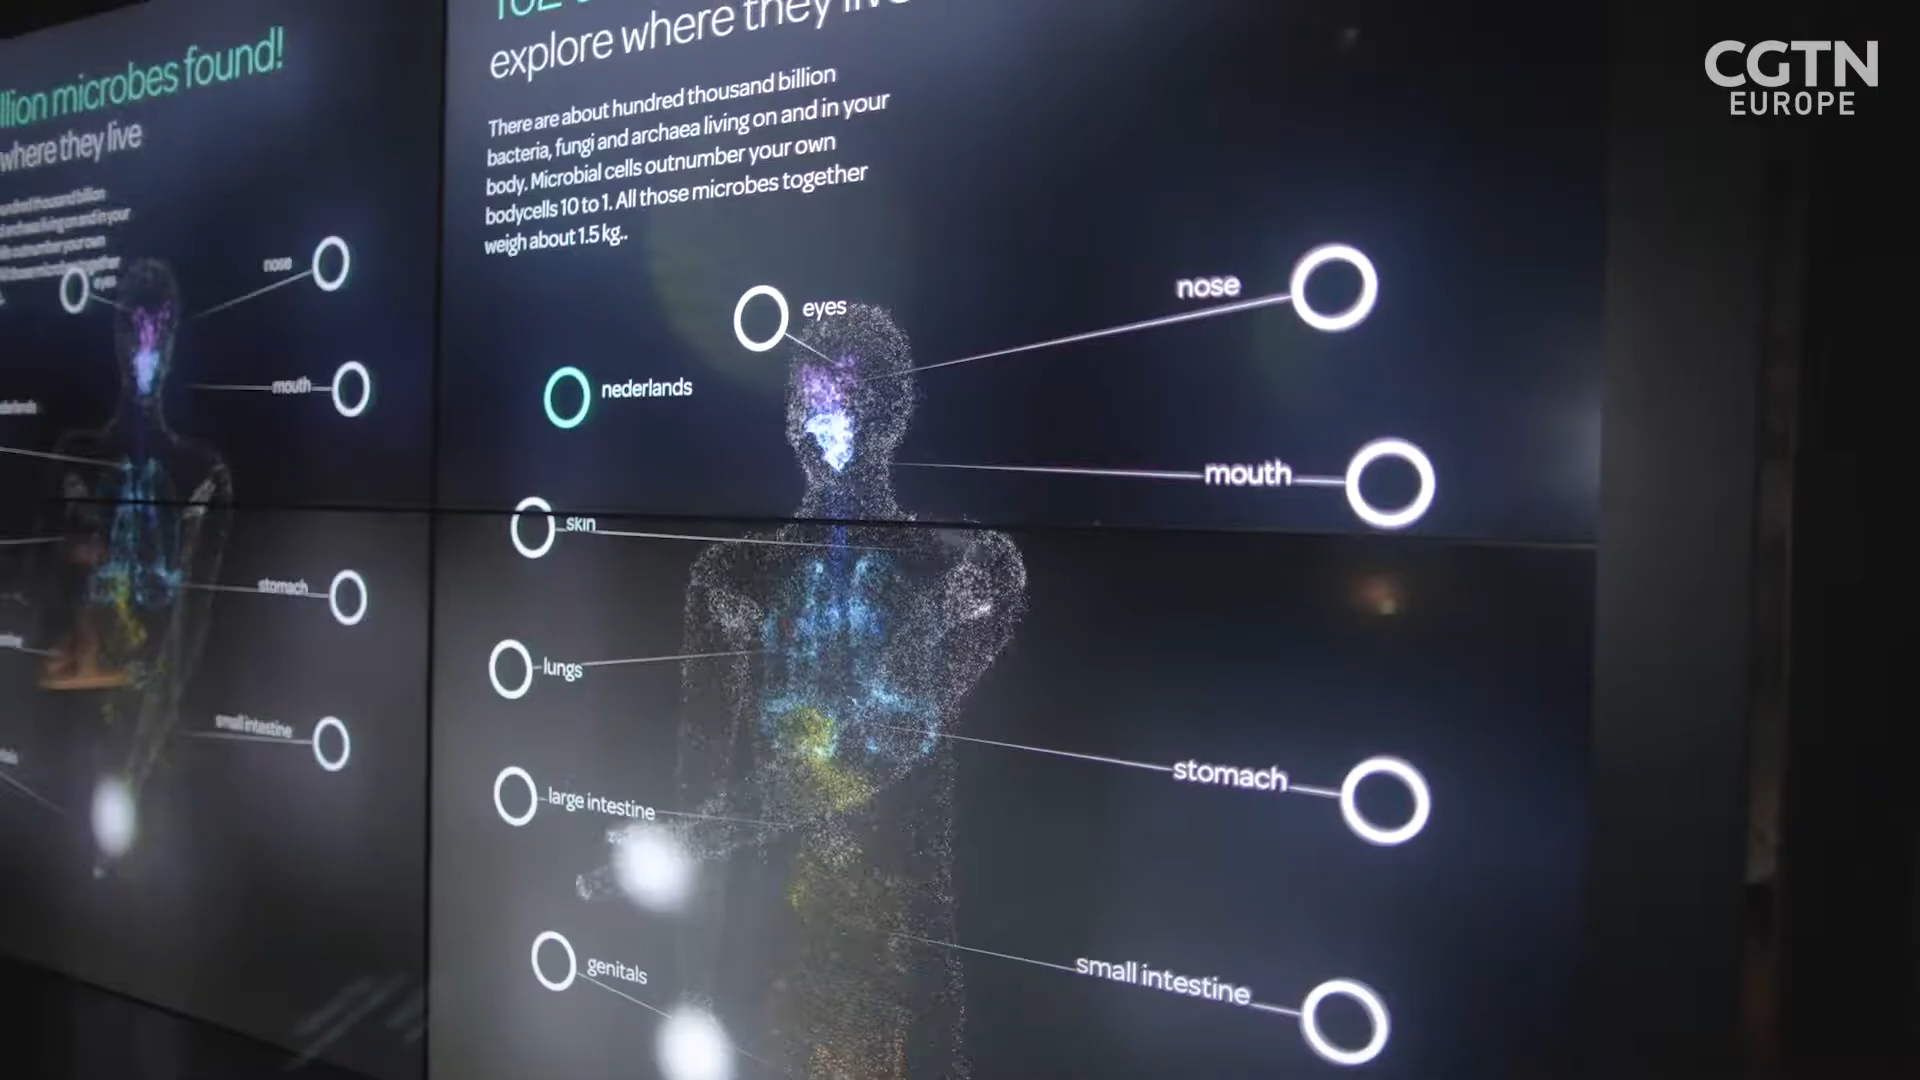 llion microbes found!
where they live
nose
eyes
mouth
stomach
small intestine
explore where they live
There are about hundred thousand billion
bacteria, fungi and archaea living on and in your
body. Microbial cells outnumber your own
bodycells 10 to 1. All those microbes together
weigh about 1.5 kg..
eyes
nose
nederlands
mouth
skin
lungs
stomach
large intestine
genitals
small intestine
CGTN
EUROPE